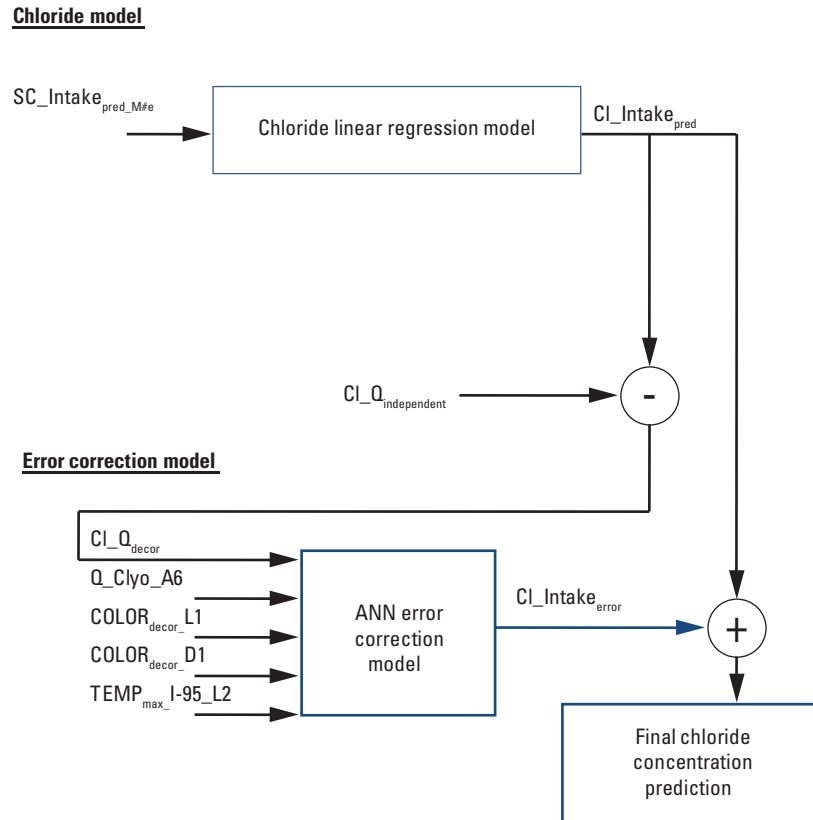 Chloride model
SC_Intake pred_M#e
Chloride linear regression model
Cl_Intake pred
Cl_Q independent
-
Error correction model
Cl_Q decor
Q_Clyo_A6
COLOR decor_ L1
COLOR decor_ D1
TEMP max_ I-95_L2
ANN error
correction
model
Cl_Intake error
+
Final chloride
concentration
prediction